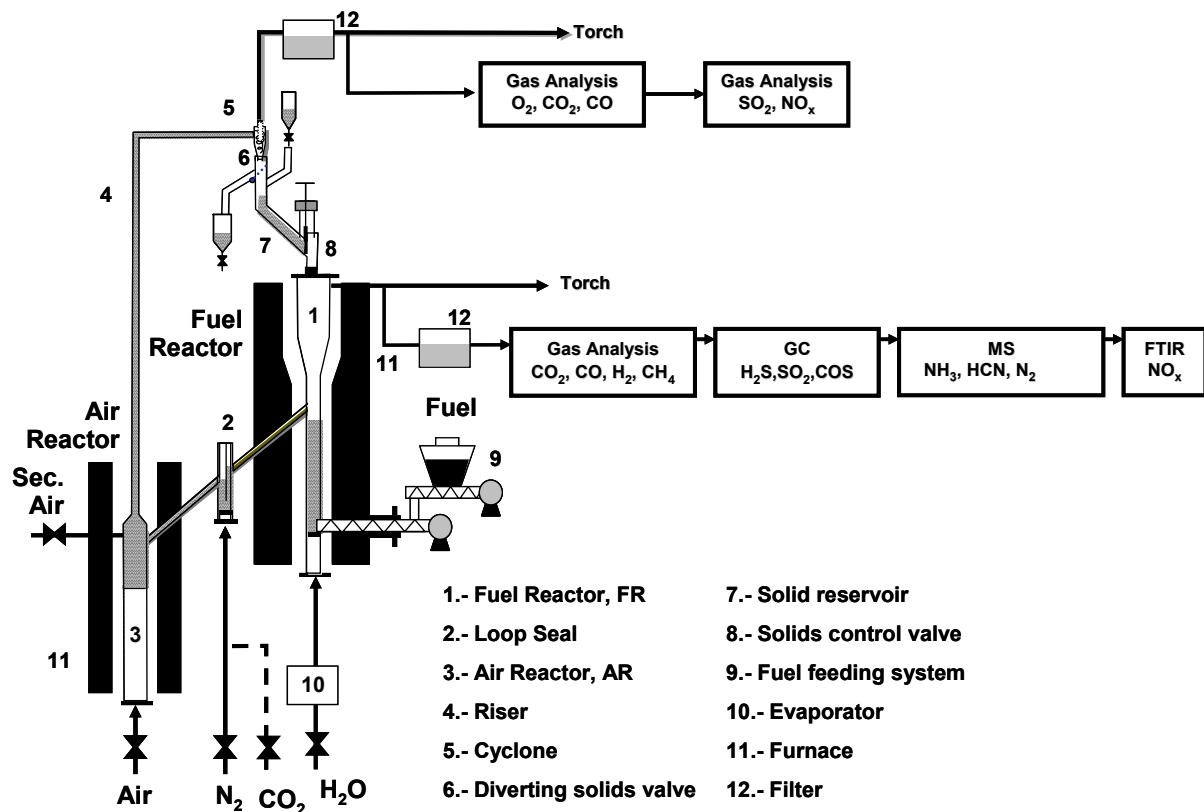 12
Torch
Gas Analysis
O2, CO2, CO
Gas Analysis
SO2, NOx
5
6
4
7
8
Torch
1
Fuel
Reactor
12
11
Gas Analysis
CO2, CO, H2, CH4
GC
H2S,SO2,COS
MS
NH3, HCN, N2
FTIR
NOx
Fuel
Air
Reactor
2
9
Sec.
Air
3
11
10
Air
N2
CO2
H2O
1.- Fuel Reactor, FR
2.- Loop Seal
3.- Air Reactor, AR
4.- Riser
5.- Cyclone
6.- Diverting solids valve
7.- Solid reservoir
8.- Solids control valve
9.- Fuel feeding system
10.- Evaporator
11.- Furnace
12.- Filter